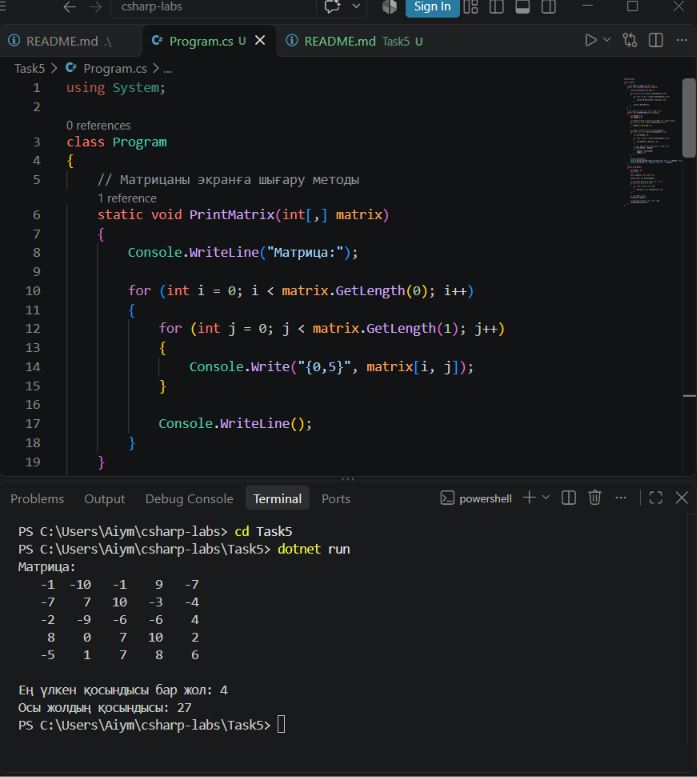 csharp-labs
Sign In
README.md .\
Program.cs U
README.md Task5 U
Task5 > Program.cs > ...
1 using System;
2
0 references
3 class Program
4 {
5 // Матрицаны экранға шығару методы
1 reference
6 static void PrintMatrix(int[,] matrix)
7 {
8 Console.WriteLine("Матрица:");
9
10 for (int i = 0; i < matrix.GetLength(0); i++)
11 {
12 for (int j = 0; j < matrix.GetLength(1); j++)
13 {
14 Console.Write("{0,5}", matrix[i, j]);
15 }
16
17 Console.WriteLine();
18 }
19 }
Problems Output Debug Console Terminal Ports
powershell
PS C:\Users\Aiym\csharp-labs> cd Task5
PS C:\Users\Aiym\csharp-labs\Task5> dotnet run
Матрица:
-1 -10 -1 9 -7
-7 7 10 -3 -4
-2 -9 -6 -6 4
8 0 7 10 2
-5 1 7 8 6
Ең үлкен қосындысы бар жол: 4
Осы жолдың қосындысы: 27
PS C:\Users\Aiym\csharp-labs\Task5>